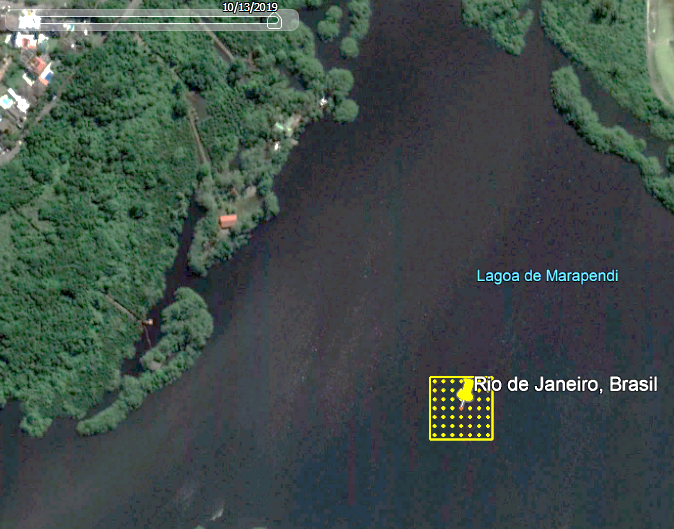 10/13/2019
Lagoa de Marapendi
Rio de Janeiro, Brasil